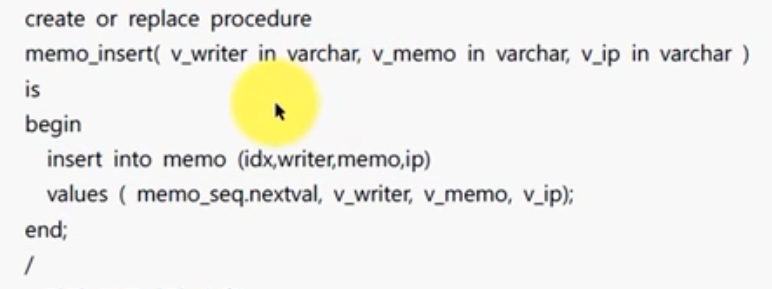 create or replace procedure
memo_insert( v_writer in varchar, v_memo in varchar, v_ip in varchar )
is
begin
insert into memo (idx,writer,memo,ip)
values ( memo_seq.nextval, v_writer, v_memo, v_ip);
end;
/